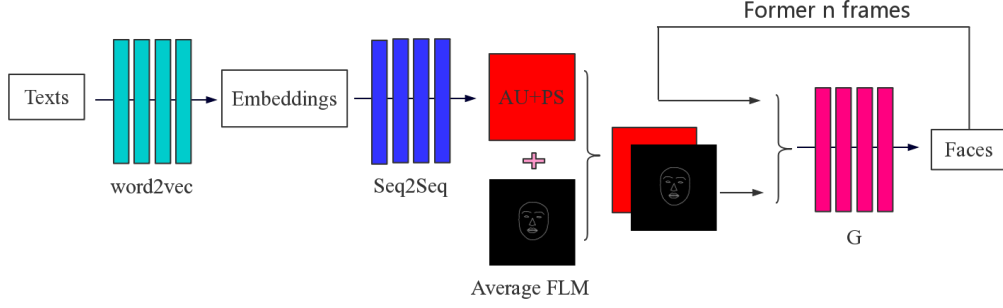 Former n frames
Texts
Embeddings
AU+PS
Faces
word2vec
Seq2Seq
G
Average FLM